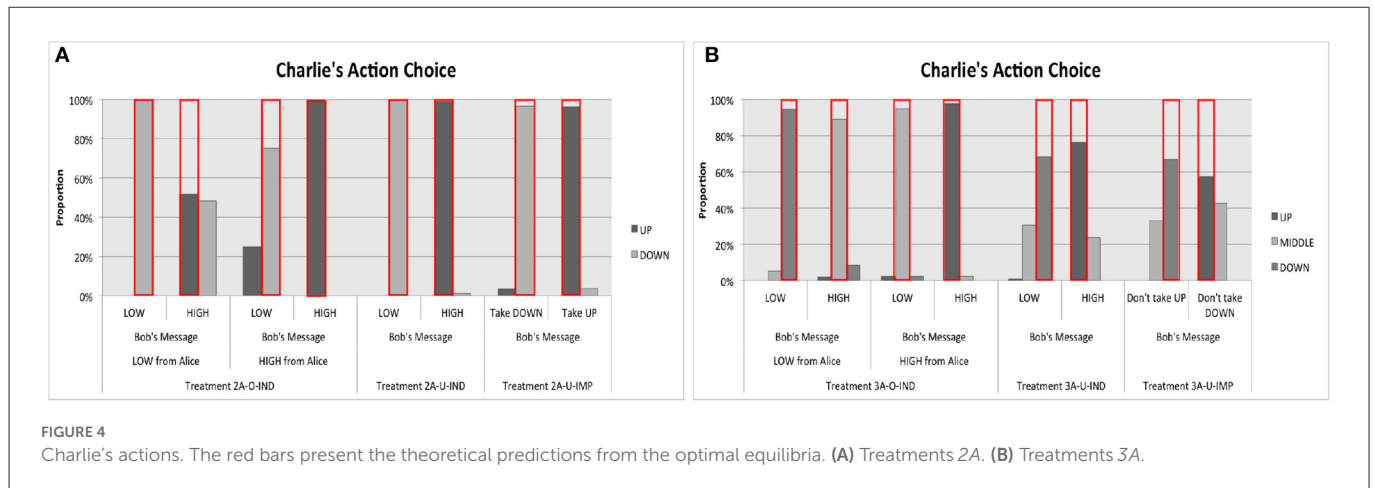 A
Charlie's Action Choice
100%
80%
60%
40%
20%
0%
Proportion
LOW HIGH LOW HIGH LOW HIGH Take DOWN Take UP
Bob's Message Bob's Message Bob's Message Bob's Message
LOW from Alice HIGH from Alice
Treatment 2A-O-IND Treatment 2A-U-IND Treatment 2A-U-IMP
UP
DOWN
B
Charlie's Action Choice
100%
80%
60%
40%
20%
0%
Proportion
LOW HIGH LOW HIGH LOW HIGH Don't take UP Don't take
DOWN
Bob's Message Bob's Message Bob's Message Bob's Message
LOW from Alice HIGH from Alice
Treatment 3A-O-IND Treatment 3A-U-IND Treatment 3A-U-IMP
UP
MIDDLE
DOWN
FIGURE 4
Charlie's actions. The red bars present the theoretical predictions from the optimal equilibria. (A) Treatments 2A. (B) Treatments 3A.